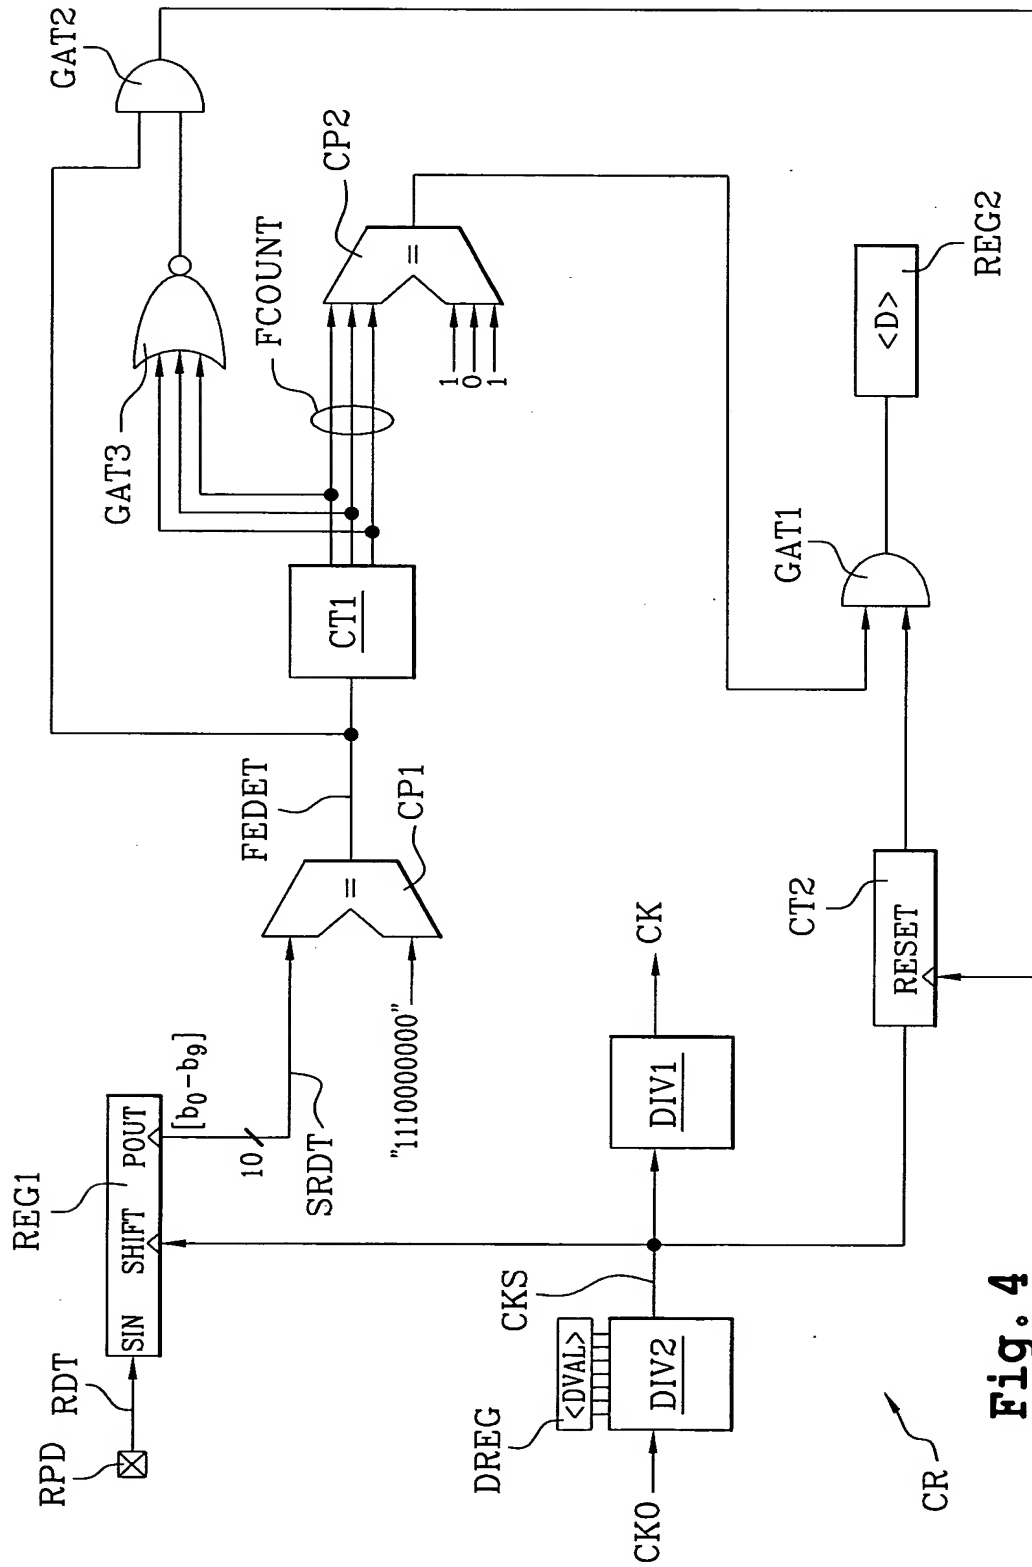 RPD
RDT
REG1
SIN SHIFT POUT
[b0-b9]
10
SRDT
"1110000000"
FEDET
CP1
=
CT1
GAT3
FCOUNT
GAT2
CP2
=
1
0
1
DREG
<DVAL>
DIV2
CK0
CKS
DIV1
CK
CT2
RESET
GAT1
<D>
REG2
CR
Fig. 4